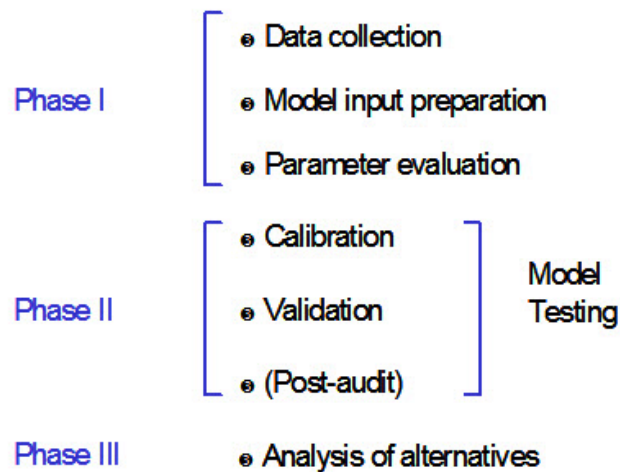 Data collection
Phase I
Model input preparation
Parameter evaluation
Calibration
Model
Testing
Phase II
Validation
(Post-audit)
Phase III
Analysis of alternatives